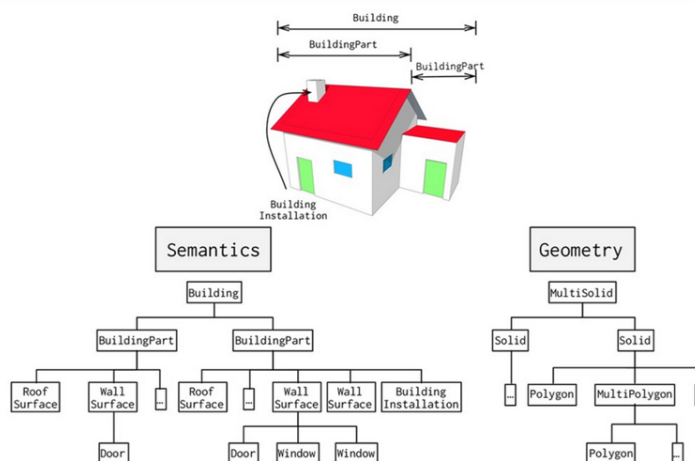 Building
BuildingPart
BuildingPart
Building
Installation
Semantics
Geometry
Building
MultiSolid
BuildingPart
BuildingPart
Solid
Solid
Roof
Surface
Wall
Surface
...
Roof
Surface
...
Wall
Surface
Wall
Surface
Building
Installation
...
Polygon
MultiPolygon
Door
Door
Window
Window
Polygon
...